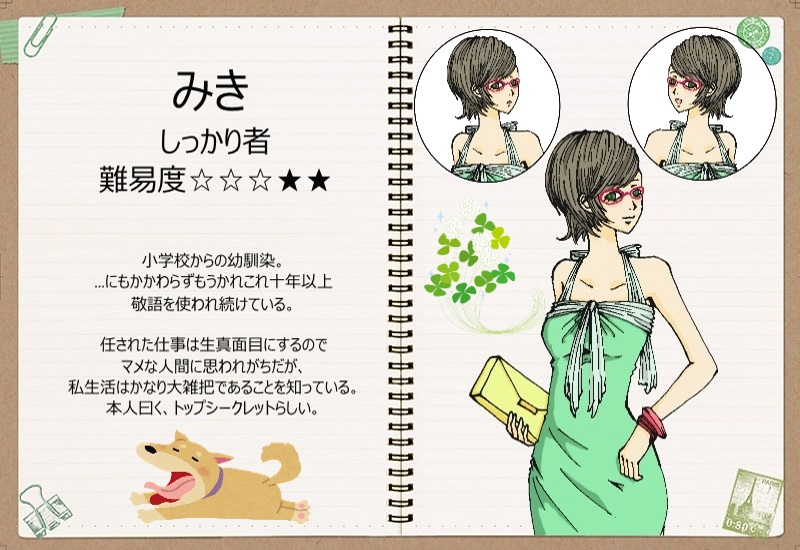 みき
しっかり者
難易度☆☆☆★★
小学校からの幼馴染。
...にもかかわらずもうかれこれ十年以上
敬語を使われ続けている。
任された仕事は生真面目にするので
マメな人間に思われがちだが、
私生活はかなり大雑把であることを知っている。
本人曰く、トップシークレットらしい。
PARIS
0.80€